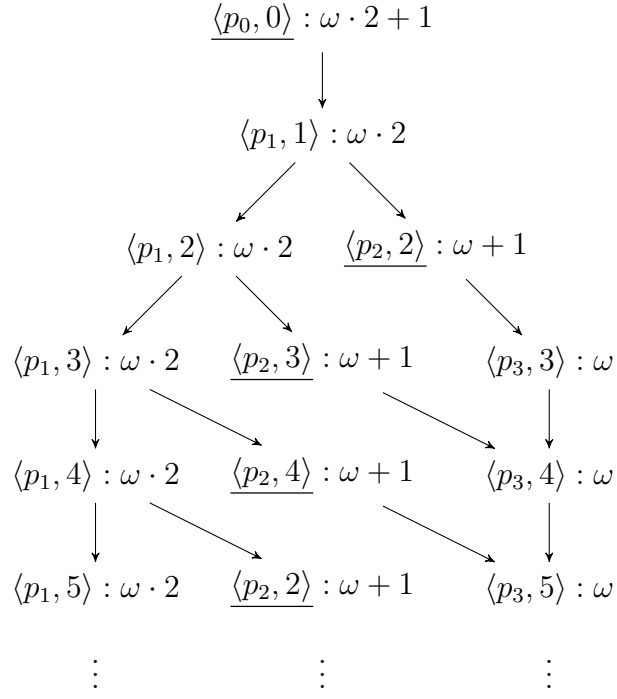 ⟨p₀, 0⟩ : ω · 2 + 1
⟨p₁, 1⟩ : ω · 2
⟨p₁, 2⟩ : ω · 2 ⟨p₂, 2⟩ : ω + 1
⟨p₁, 3⟩ : ω · 2 ⟨p₂, 3⟩ : ω + 1 ⟨p₃, 3⟩ : ω
⟨p₁, 4⟩ : ω · 2 ⟨p₂, 4⟩ : ω + 1 ⟨p₃, 4⟩ : ω
⟨p₁, 5⟩ : ω · 2 ⟨p₂, 2⟩ : ω + 1 ⟨p₃, 5⟩ : ω
⋮ ⋮ ⋮